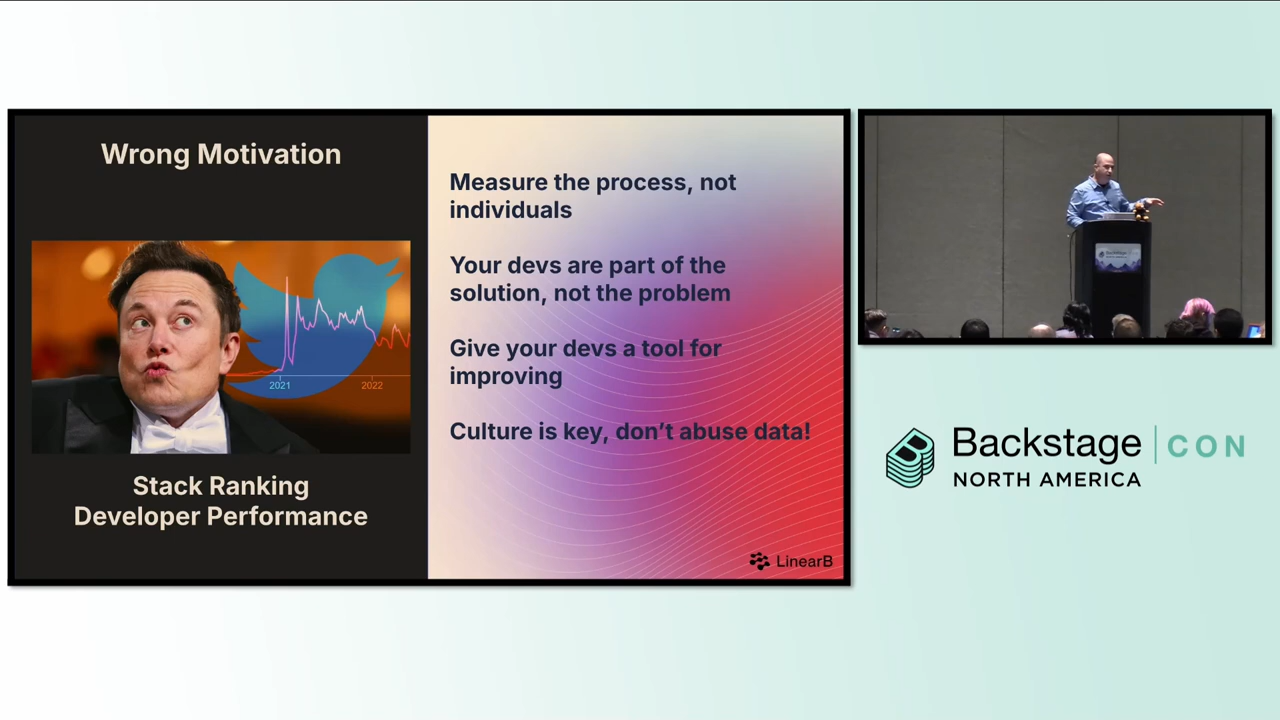 Wrong Motivation
2021
2022
Stack Ranking
Developer Performance
Measure the process, not
individuals
Your devs are part of the
solution, not the problem
Give your devs a tool for
improving
Culture is key, don't abuse data!
LinearB
Backstage CON
NORTH AMERICA